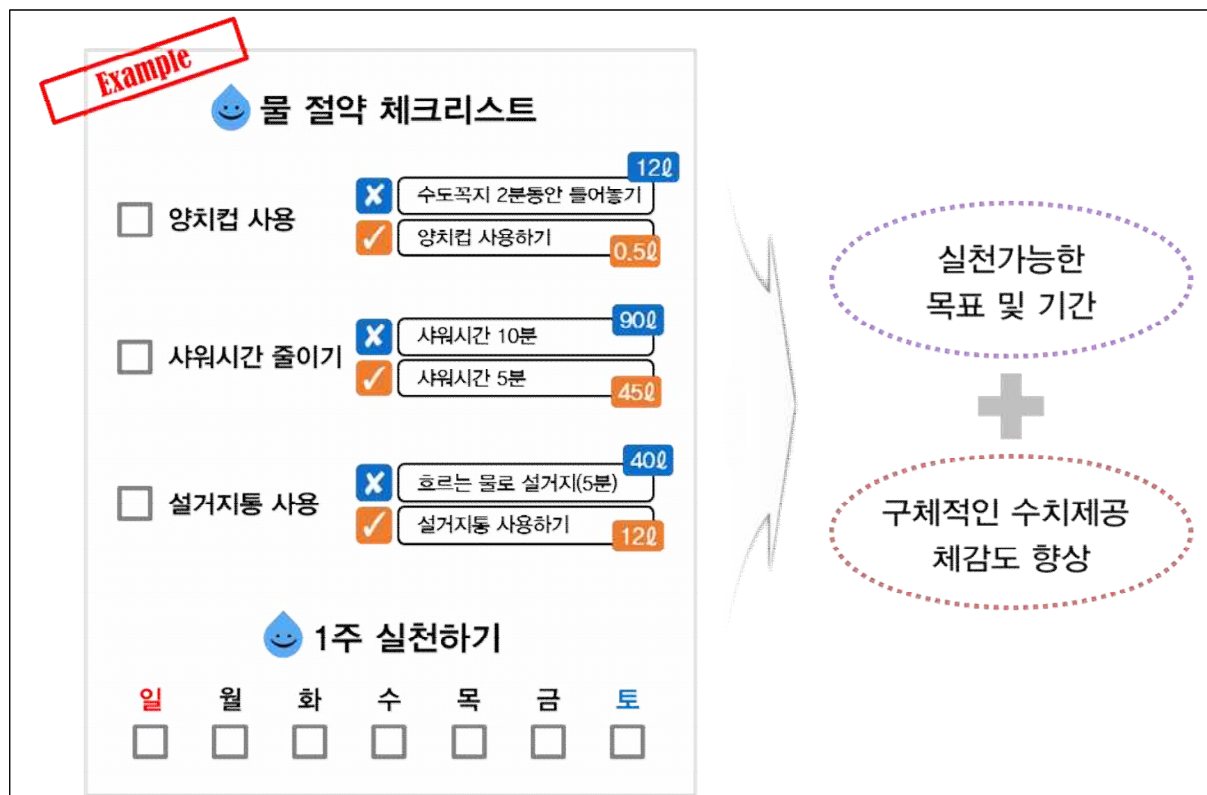 Example
물 절약 체크리스트
양치컵 사용
12ℓ
수도꼭지 2분동안 틀어놓기
양치컵 사용하기
0.5ℓ
샤워시간 줄이기
90ℓ
샤워시간 10분
샤워시간 5분
45ℓ
설거지통 사용
40ℓ
흐르는 물로 설거지(5분)
설거지통 사용하기
12ℓ
1주 실천하기
일 월 화 수 목 금 토
실천가능한
목표 및 기간
구체적인 수치제공
체감도 향상